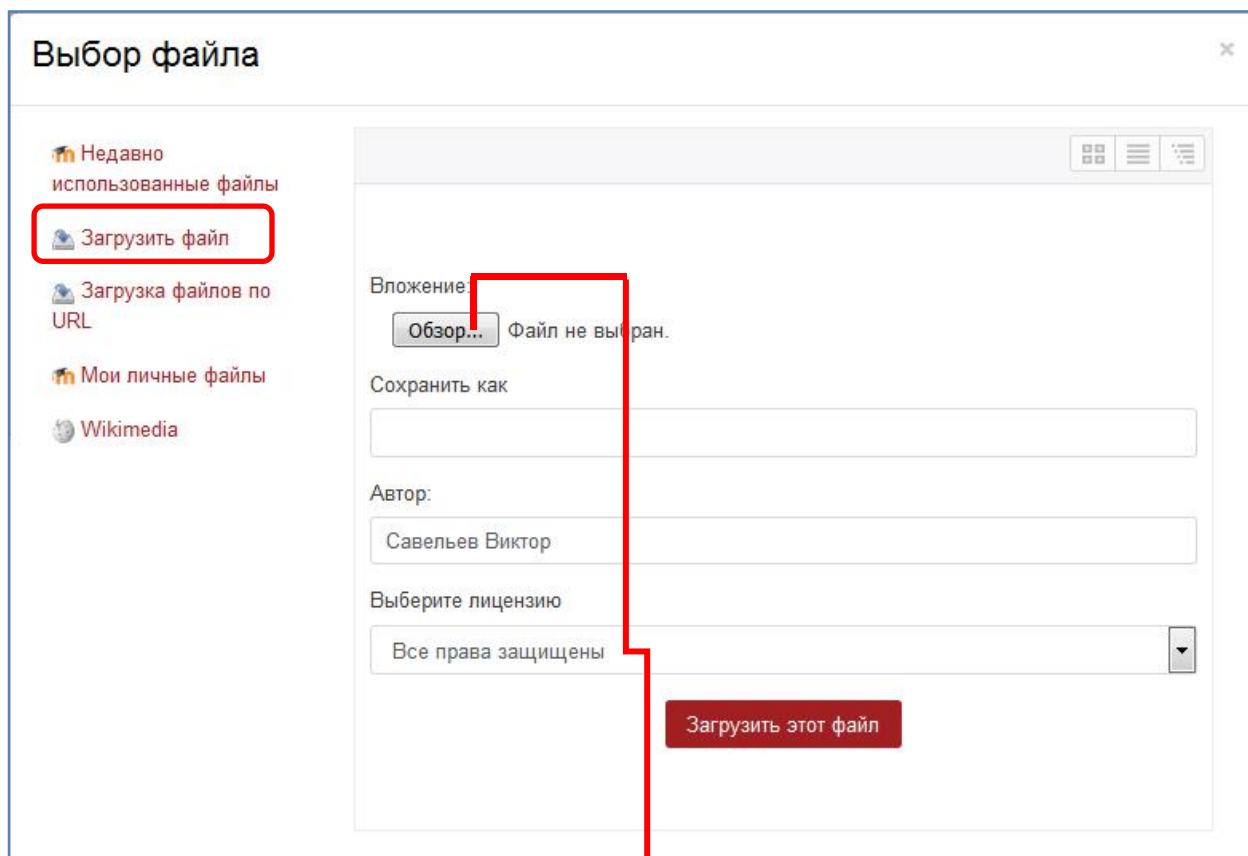 Выбор файла
Недавно
использованные файлы
Загрузить файл
Загрузка файлов по
URL
Мои личные файлы
Wikimedia
Вложение:
Обзор... Файл не выбран.
Сохранить как
Автор:
Савельев Виктор
Выберите лицензию
Все права защищены
Загрузить этот файл